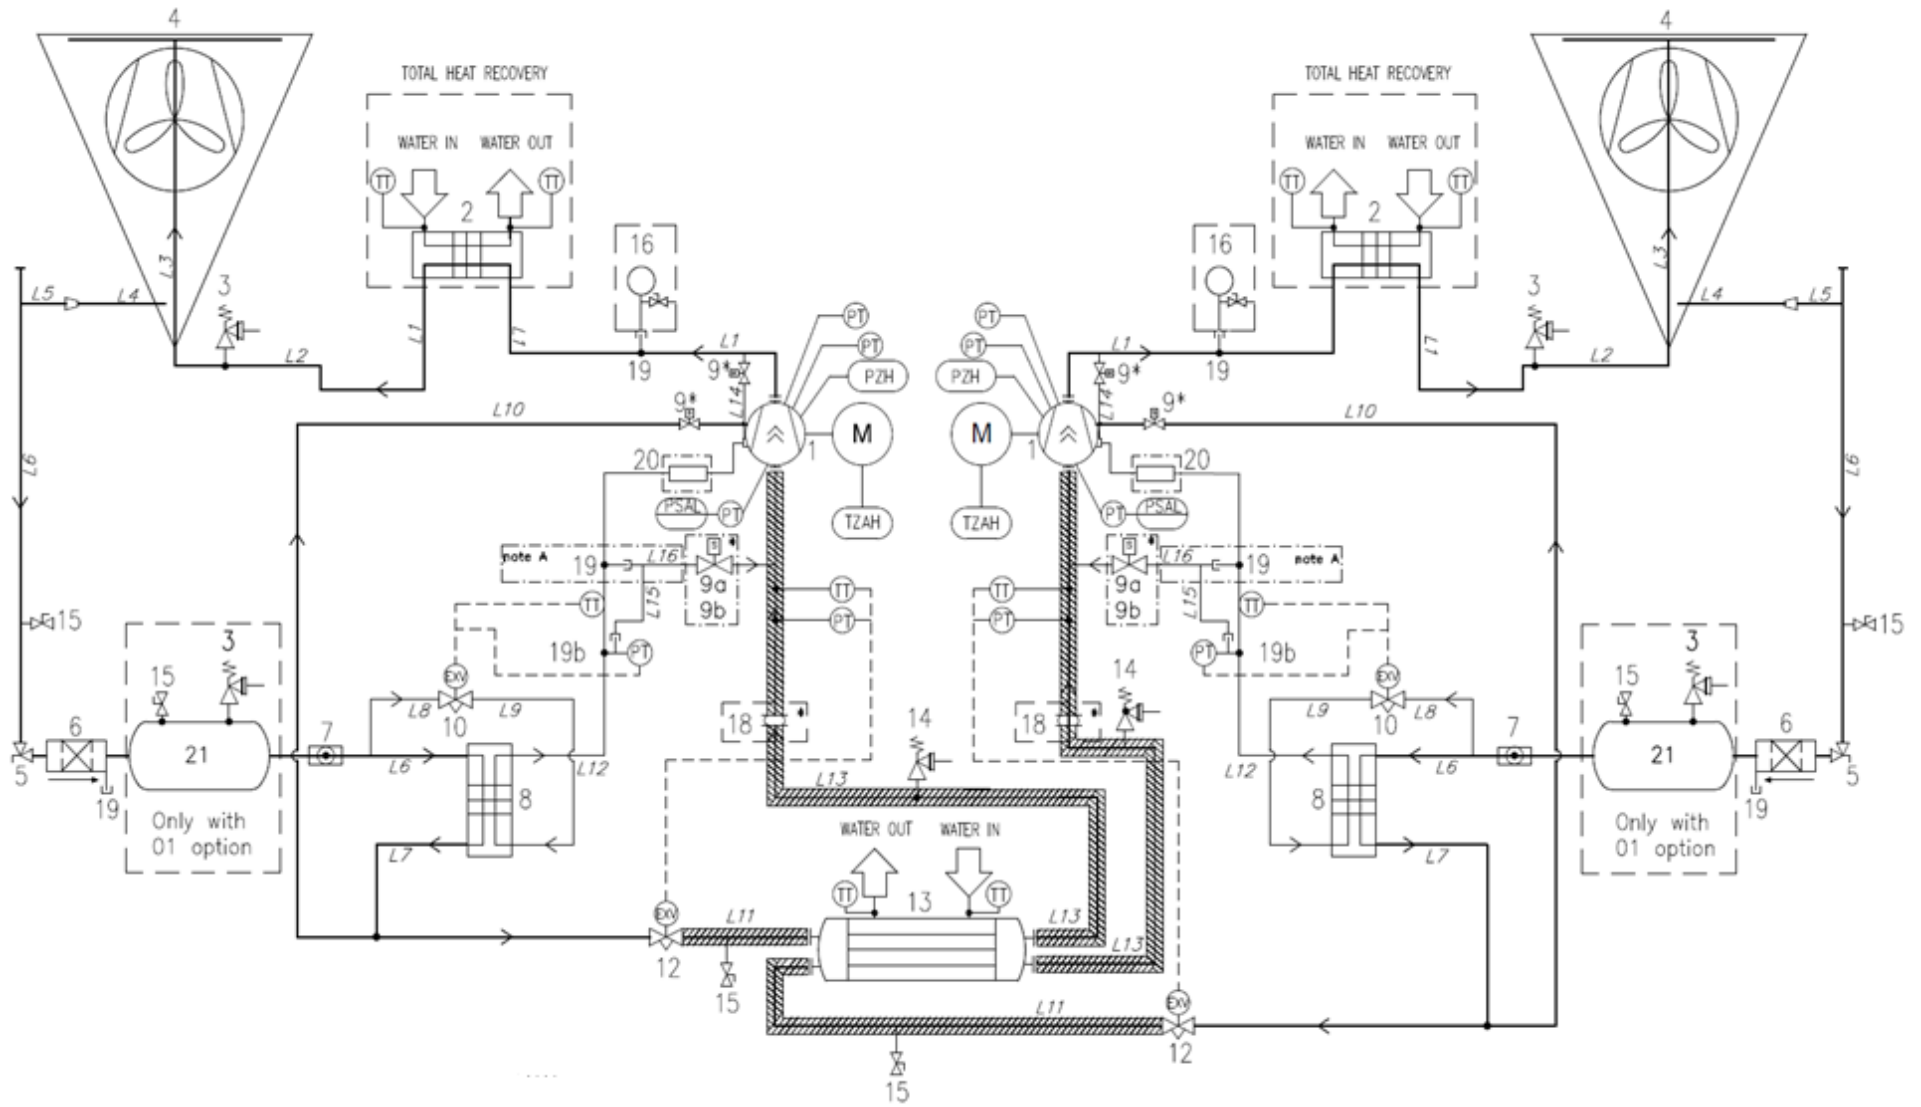 4
4
TOTAL HEAT RECOVERY
TOTAL HEAT RECOVERY
WATER IN WATER OUT
WATER IN WATER OUT
TT TT
TT TT
2
2
16
16
L3
L3
L5 L4
L4 L5
3
3
L1 L1
L1
PT
PT
PT
PT
L1
L1
L2
L2
19
19
9*
9*
PZH
PZH
L14
L14
L10
9*
9*
L10
M
M
1
1
L6
L6
20
20
PSAL PT
PT PSAL
TZAH
TZAH
note A
19
L16
S
*
S
*
L16
19
note A
9a
9b
9a
9b
L15
L15
TT
TT
TT
TT
PT
PT
15
15
19b
PT
PT
19b
3
3
15
15
EXV
EXV
14
14
L8 10 L9
L9 10 L8
18
*
18
*
6
7
7
6
5
21
L6
L12
L12
L6
21
5
19
8
L13
8
19
Only with
O1 option
Only with
O1 option
WATER OUT WATER IN
L7
L7
TT
13
TT
EXV
L11
L13
L13
12
15
EXV
L11
12
15